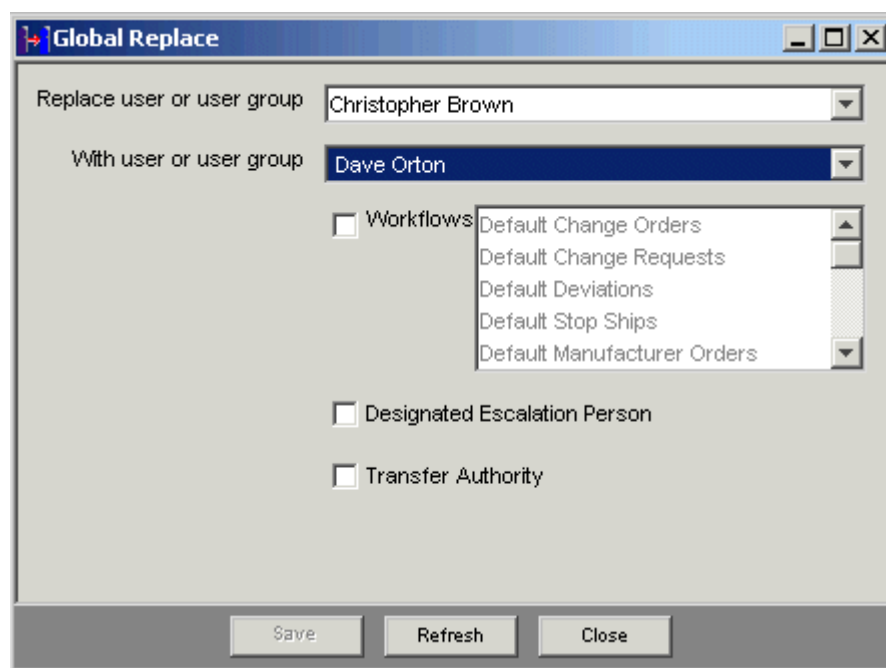 Global Replace
Replace user or user group Christopher Brown
With user or user group Dave Orton
Workflows Default Change Orders
Default Change Requests
Default Deviations
Default Stop Ships
Default Manufacturer Orders
Designated Escalation Person
Transfer Authority
Save Refresh Close